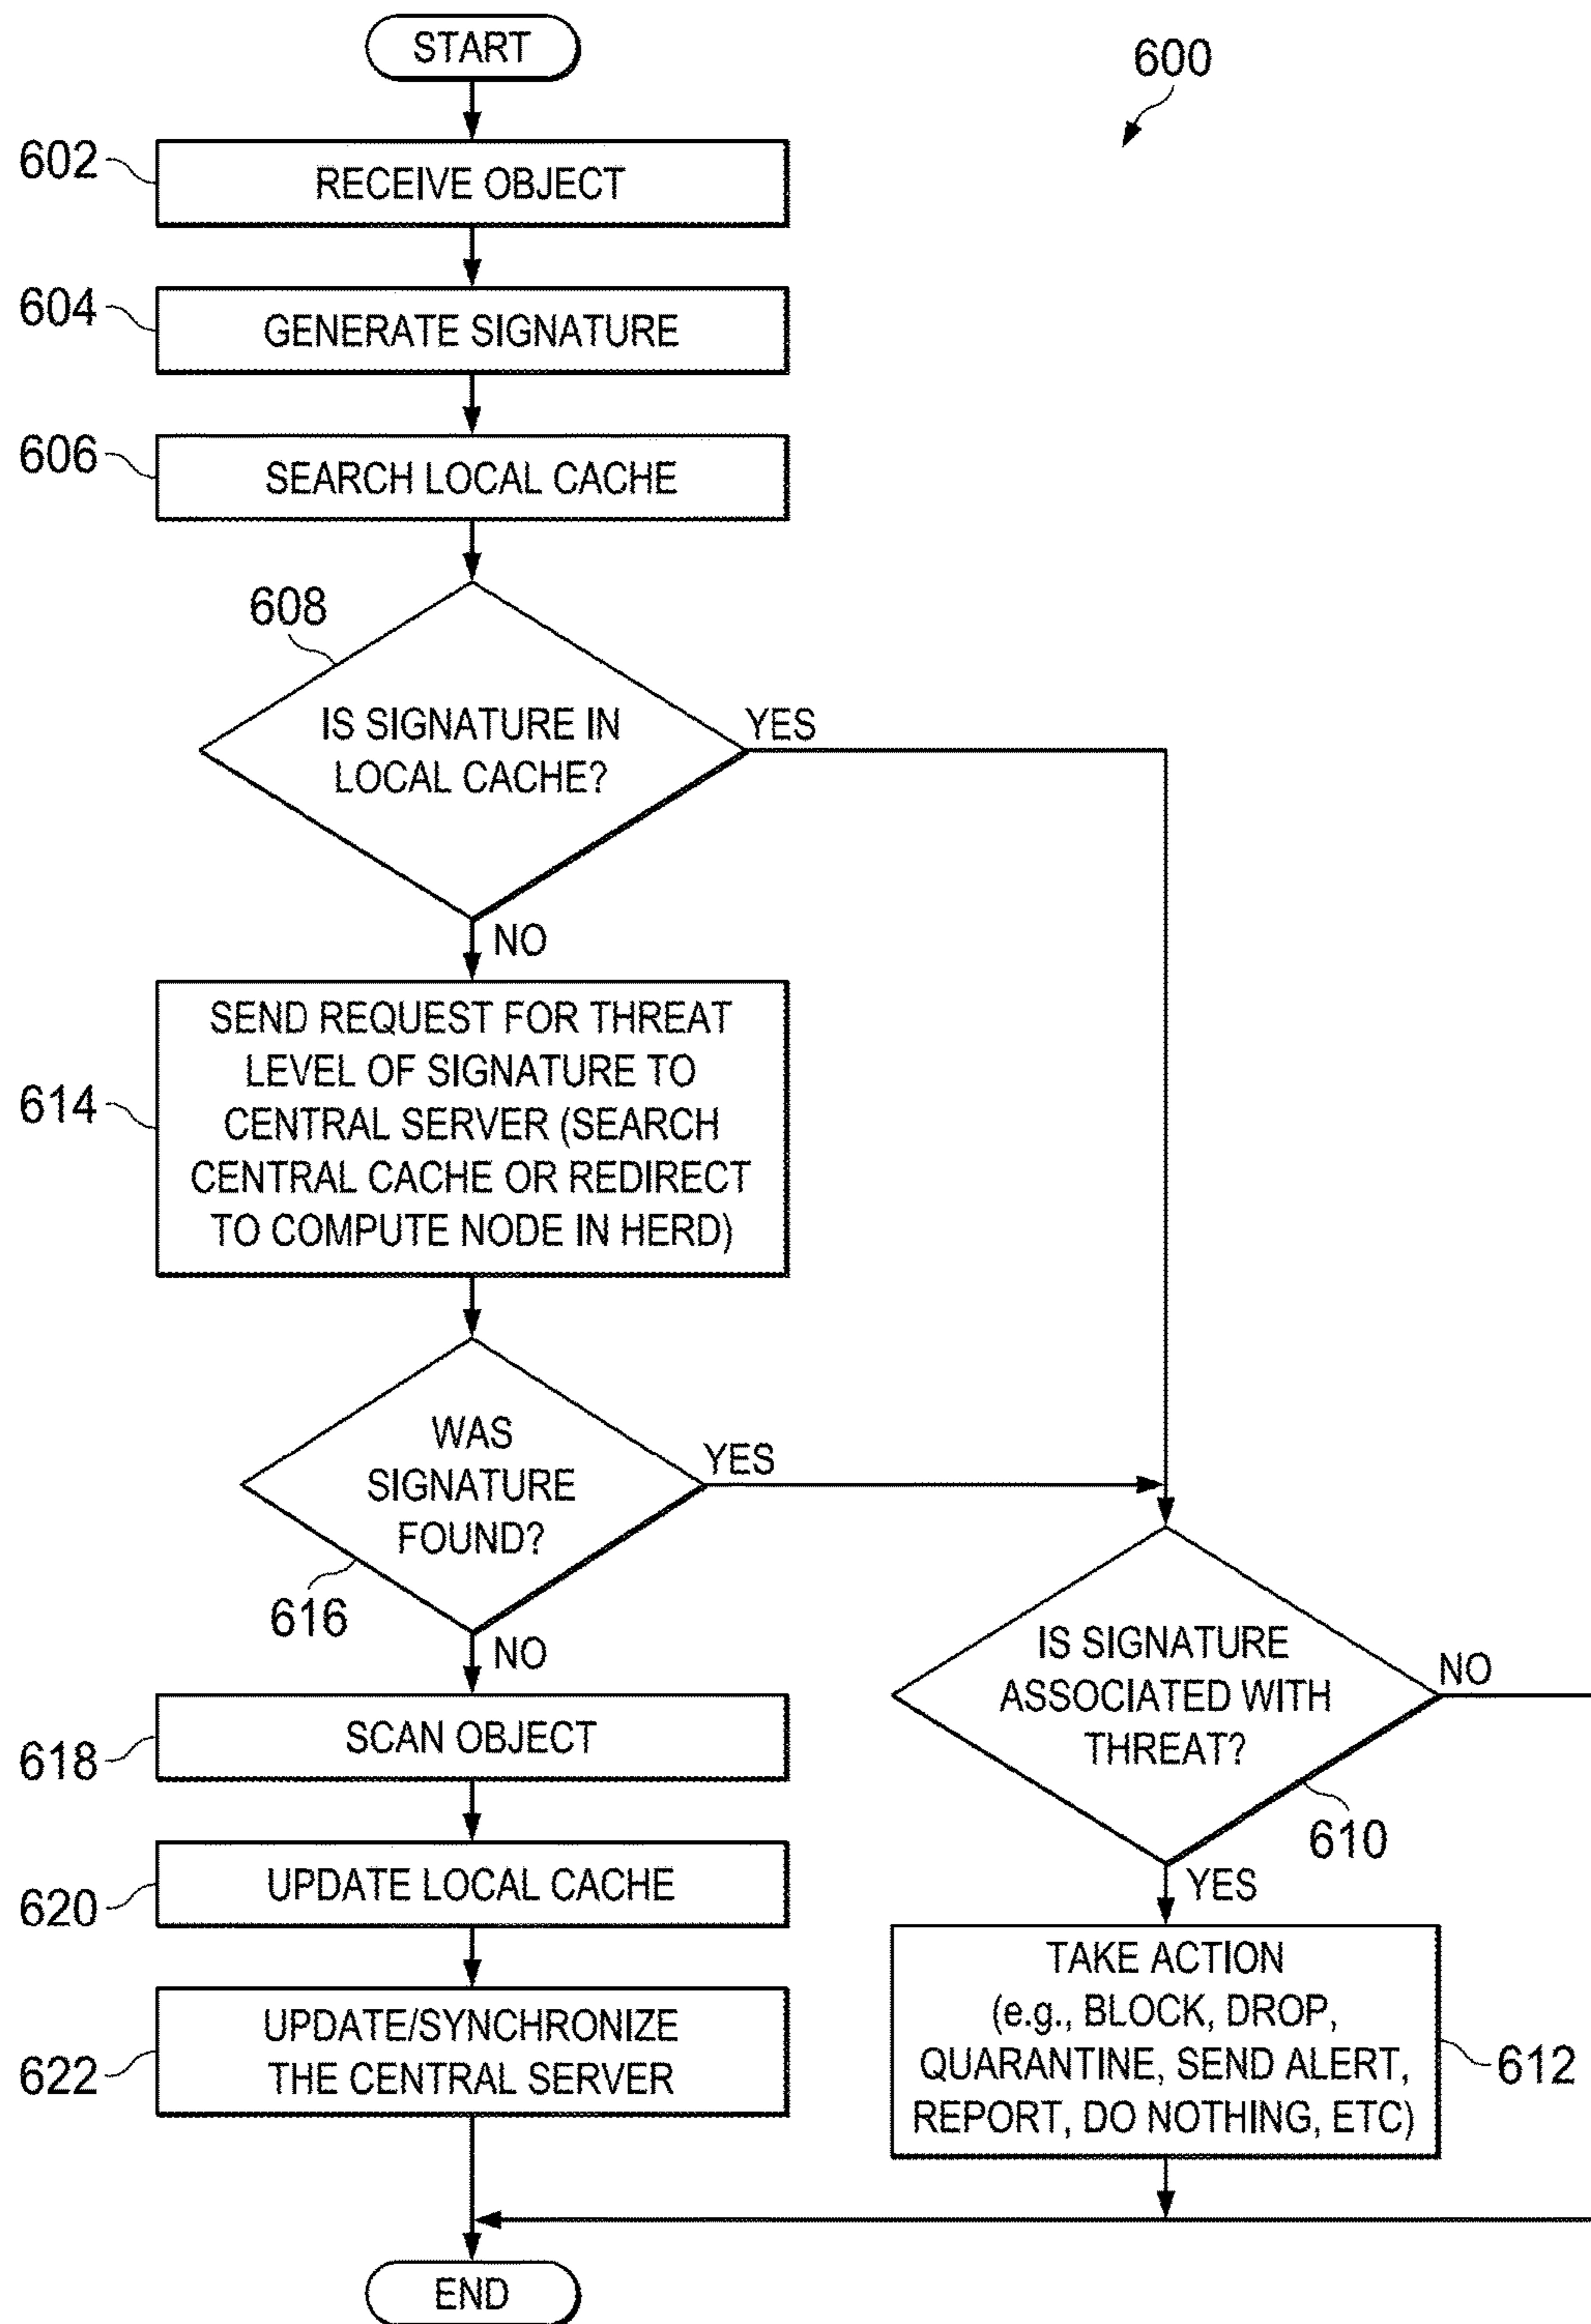 START
600
602
RECEIVE OBJECT
604
GENERATE SIGNATURE
606
SEARCH LOCAL CACHE
608
IS SIGNATURE IN
LOCAL CACHE?
YES
NO
614
SEND REQUEST FOR THREAT
LEVEL OF SIGNATURE TO
CENTRAL SERVER (SEARCH
CENTRAL CACHE OR REDIRECT
TO COMPUTE NODE IN HERD)
WAS
SIGNATURE
FOUND?
YES
616
NO
IS SIGNATURE
ASSOCIATED WITH
THREAT?
NO
610
YES
618
SCAN OBJECT
620
UPDATE LOCAL CACHE
622
UPDATE/SYNCHRONIZE
THE CENTRAL SERVER
TAKE ACTION
(e.g., BLOCK, DROP,
QUARANTINE, SEND ALERT,
REPORT, DO NOTHING, ETC)
612
END